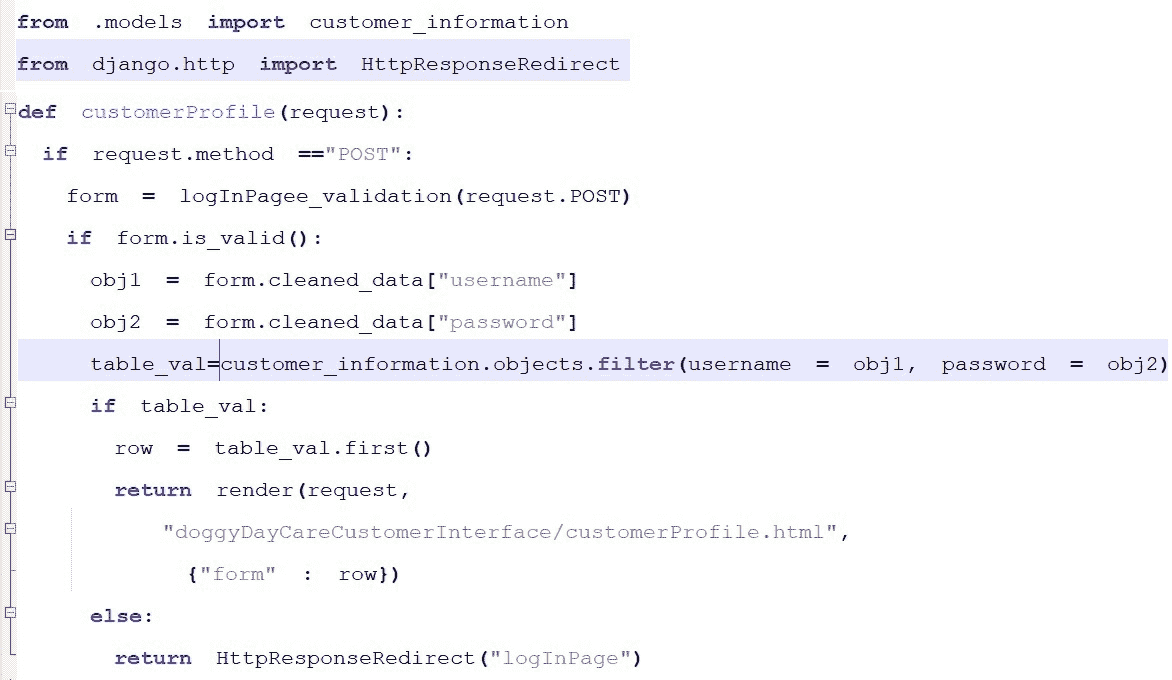 from .models import customer_information
from django.http import HttpResponseRedirect
def customerProfile(request):
if request.method =="POST":
form = logInPagee_validation(request.POST)
if form.is_valid():
obj1 = form.cleaned_data["username"]
obj2 = form.cleaned_data["password"]
table_val=customer_information.objects.filter(username = obj1, password = obj2)
if table_val:
row = table_val.first()
return render(request,
"doggyDayCareCustomerInterface/customerProfile.html",
{"form" : row})
else:
return HttpResponseRedirect("logInPage")